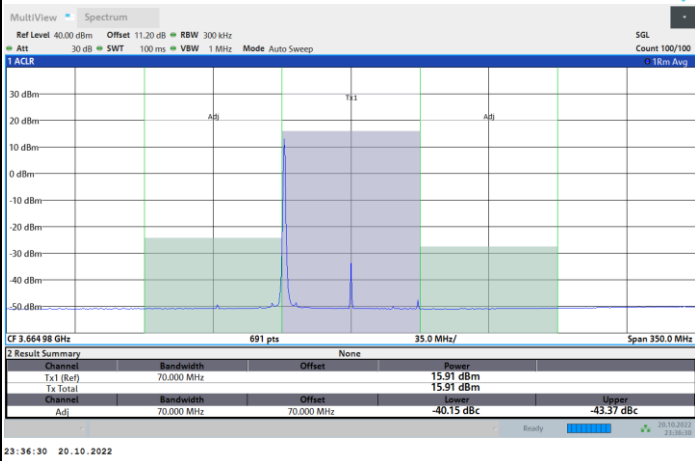 MultiView Spectrum
Ref Level 40.00 dBm Offset 11.20 dB RBW 300 kHz SGL
Att 30 dB SWT 100 ms VBW 1 MHz Mode Auto Sweep Count 100/100
1 ACLR 1Rm Avg
30 dBm
Tx1
20 dBm Adj Adj
10 dBm
0 dBm
-10 dBm
-20 dBm
-30 dBm
-40 dBm
-50 dBm
CF 3.664 98 GHz 691 pts 35.0 MHz/ Span 350.0 MHz
2 Result Summary None
Channel Bandwidth Offset Power
Tx1 (Ref) 70.000 MHz 15.91 dBm
Tx Total 15.91 dBm
Channel Bandwidth Offset Lower Upper
Adj 70.000 MHz 70.000 MHz -40.15 dBc -43.37 dBc
Ready 20.10.2022
23:36:30
23:36:30 20.10.2022